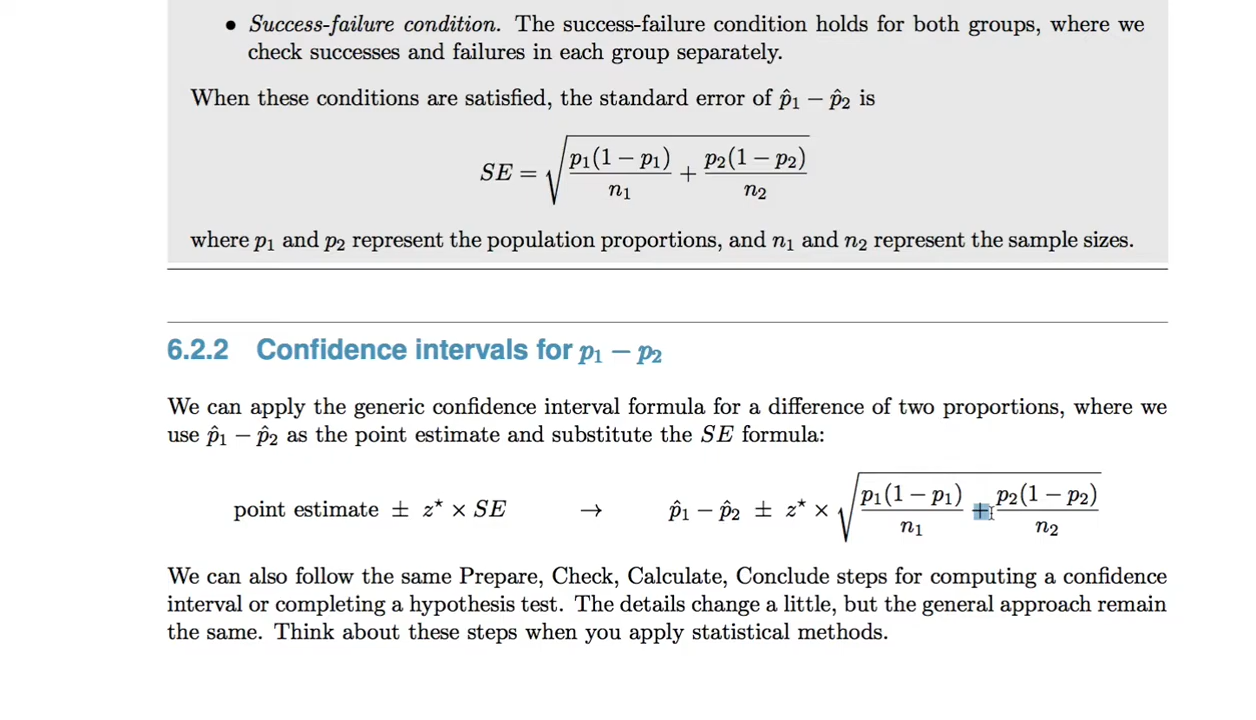 • Success-failure condition. The success-failure condition holds for both groups, where we
check successes and failures in each group separately.
When these conditions are satisfied, the standard error of p̂₁ − p̂₂ is
SE = √(p₁(1 − p₁)/n₁ + p₂(1 − p₂)/n₂)
where p₁ and p₂ represent the population proportions, and n₁ and n₂ represent the sample sizes.
6.2.2 Confidence intervals for p₁ − p₂
We can apply the generic confidence interval formula for a difference of two proportions, where we
use p̂₁ − p̂₂ as the point estimate and substitute the SE formula:
point estimate ± z⋆ × SE → p̂₁ − p̂₂ ± z⋆ × √(p₁(1 − p₁)/n₁ + p₂(1 − p₂)/n₂)
We can also follow the same Prepare, Check, Calculate, Conclude steps for computing a confidence
interval or completing a hypothesis test. The details change a little, but the general approach remain
the same. Think about these steps when you apply statistical methods.